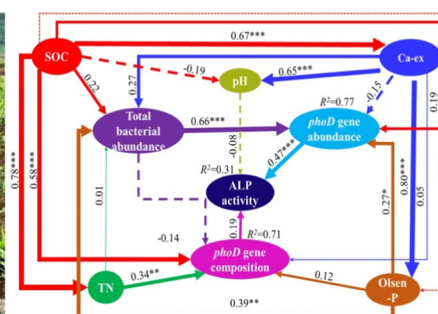 0.67***
SOC
Ca-ex
-0.19
pH
0.65***
0.22
0.27
-0.15
R²=0.77
0.19
Total
bacterial
abundance
0.66***
phoD gene
abundance
-0.08
0.47***
R²=0.31
ALP
activity
0.78***
0.58***
0.01
0.80***
0.05
0.27*
0.19
R²=0.71
-0.14
phoD gene
composition
TN
0.34**
0.12
Olsen
-P
0.39**